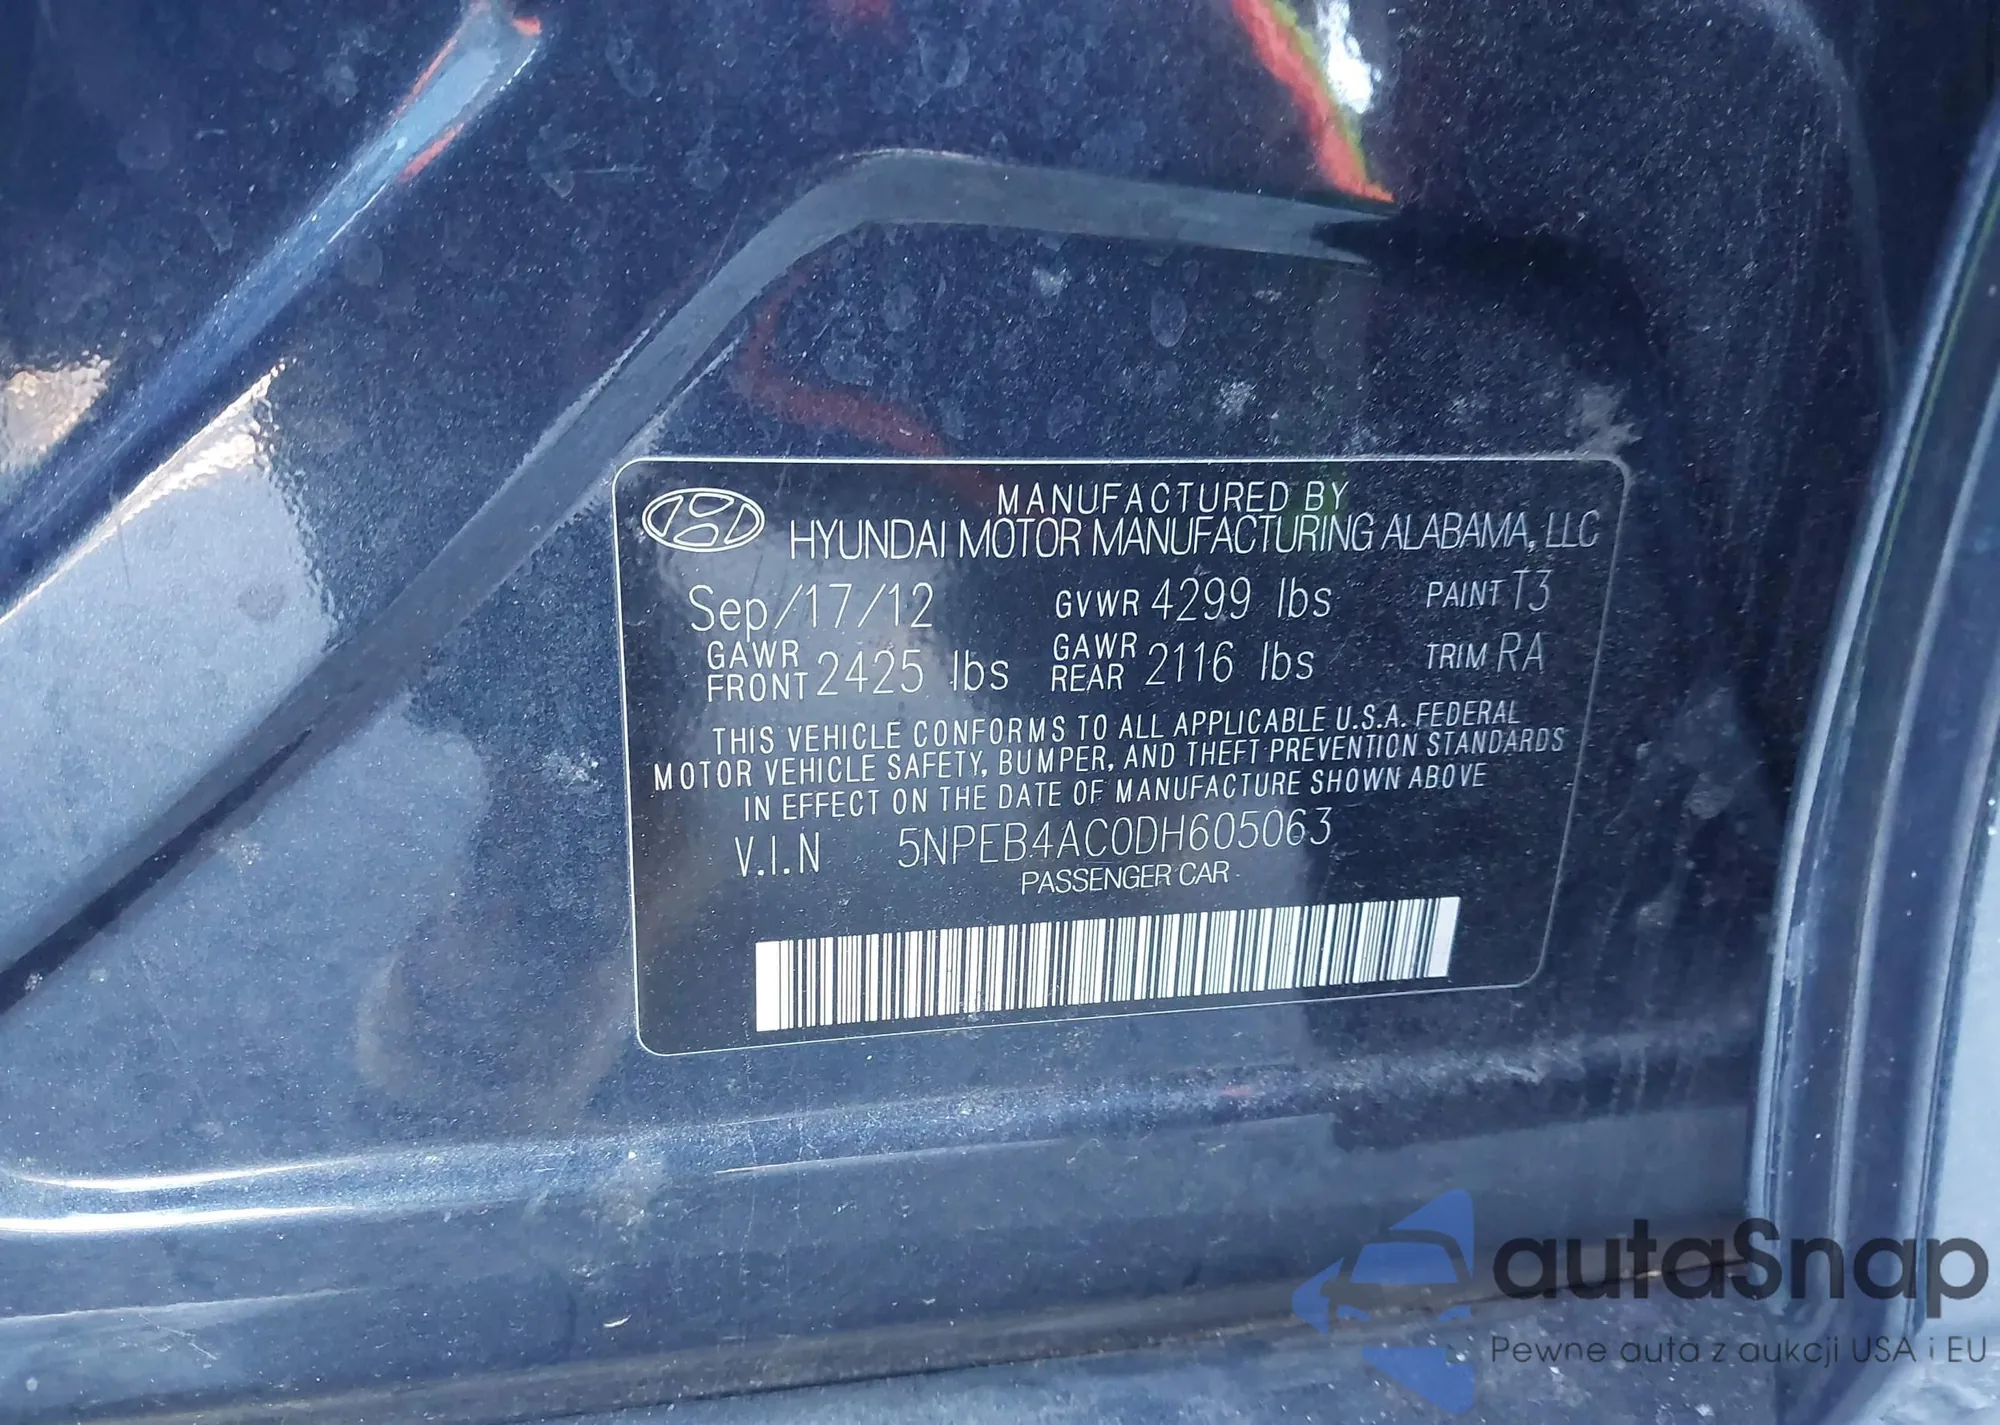 MANUFACTURED BY
HYUNDAI MOTOR MANUFACTURING ALABAMA, LLC
Sep/17/12 GVWR 4299 lbs PAINT T3
GAWR FRONT 2425 lbs GAWR REAR 2116 lbs TRIM RA
THIS VEHICLE CONFORMS TO ALL APPLICABLE U.S.A. FEDERAL
MOTOR VEHICLE SAFETY, BUMPER, AND THEFT PREVENTION STANDARDS
IN EFFECT ON THE DATE OF MANUFACTURE SHOWN ABOVE
V.I.N 5NPEB4AC0DH605063
PASSENGER CAR
autaSnap
Pewne auta z aukcji USA i EU